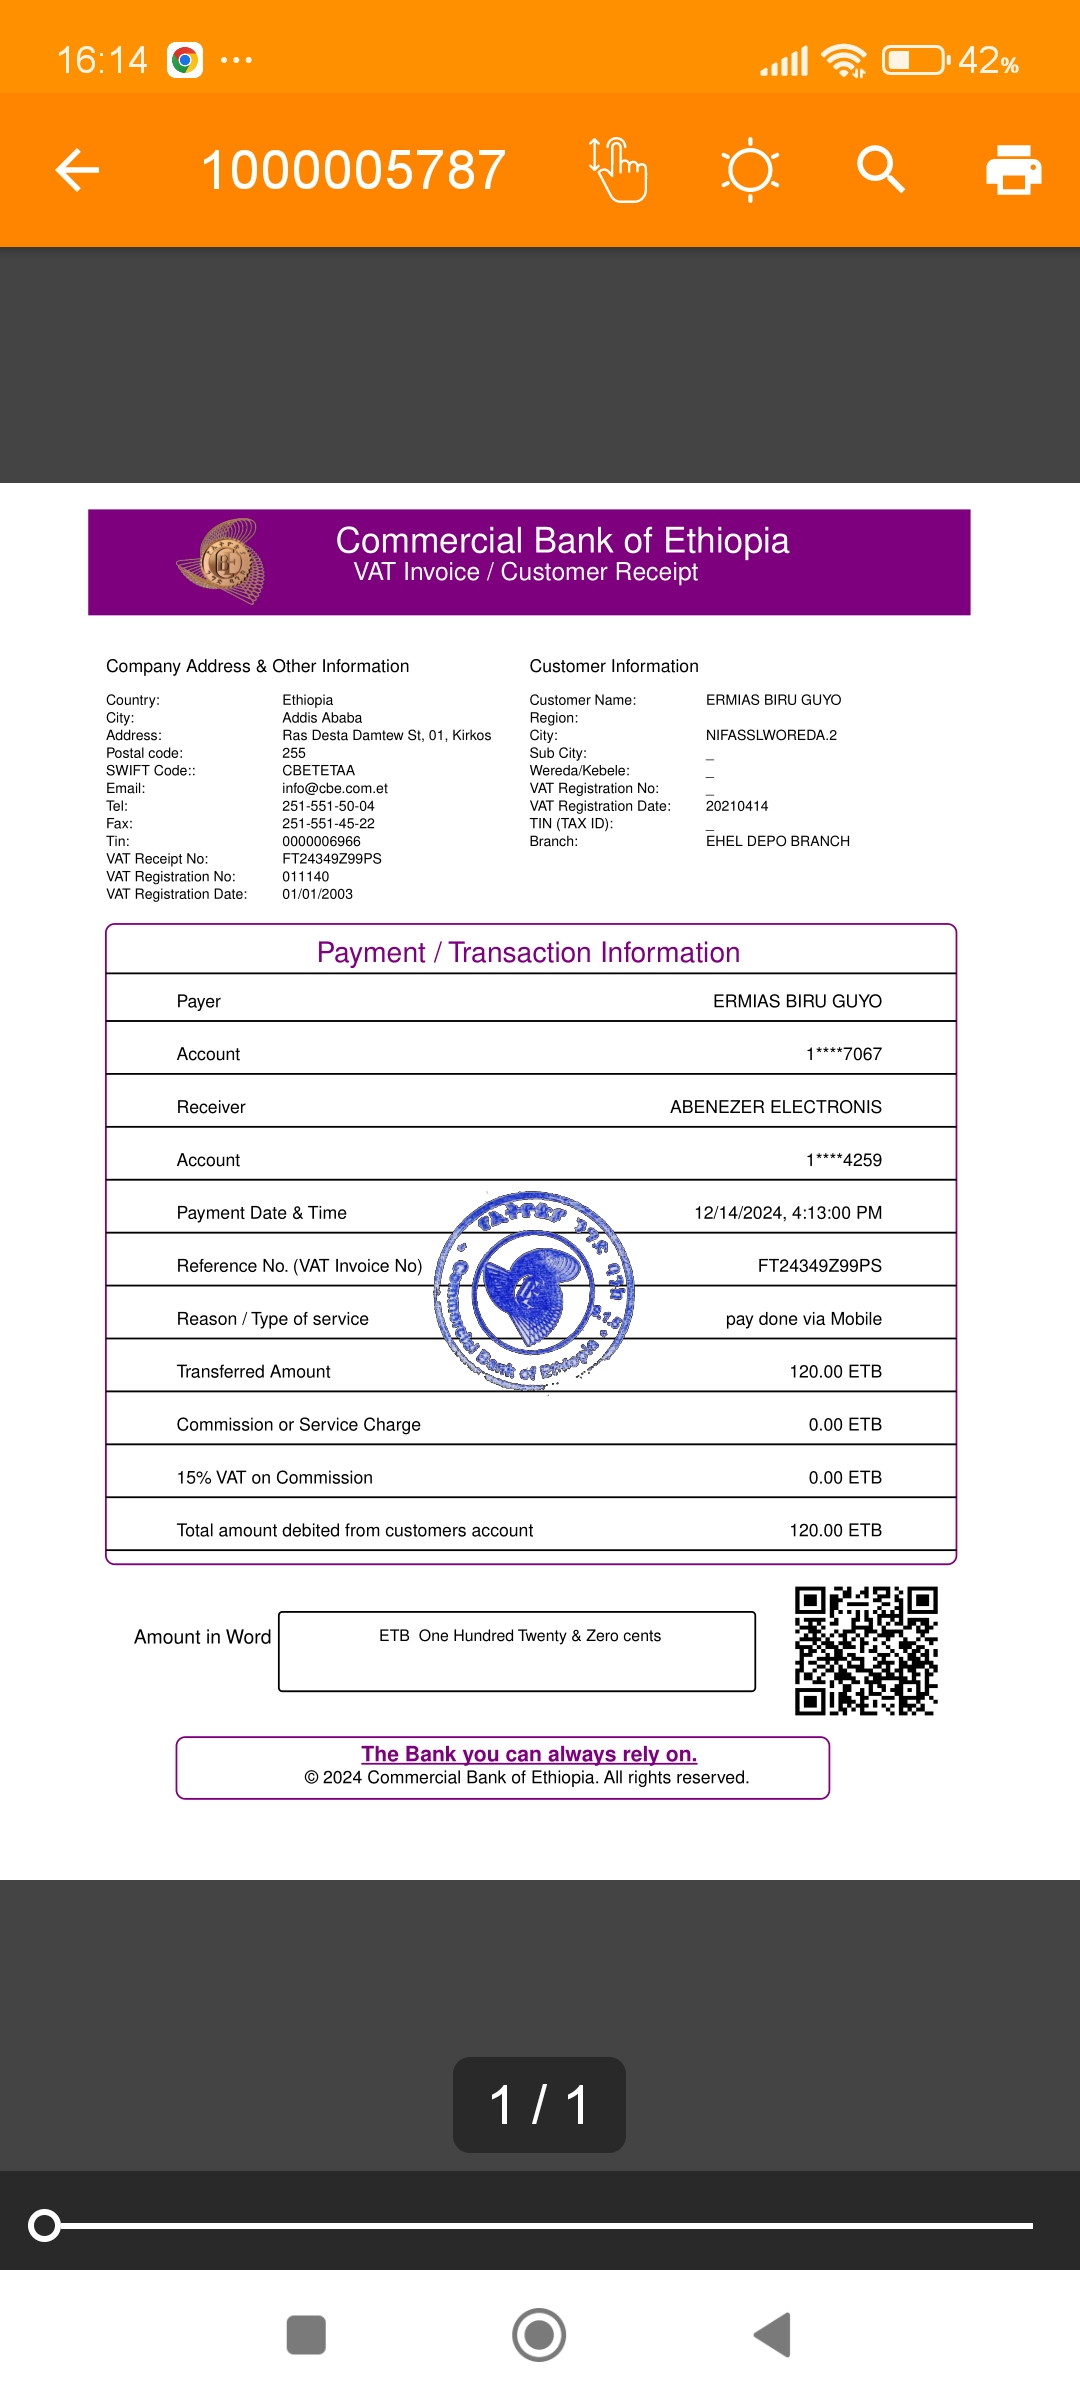 16:14
42%
1000005787
Commercial Bank of Ethiopia
VAT Invoice / Customer Receipt
Company Address & Other Information
Country: Ethiopia
City: Addis Ababa
Address: Ras Desta Damtew St, 01, Kirkos
Postal code: 255
SWIFT Code:: CBETETAA
Email: info@cbe.com.et
Tel: 251-551-50-04
Fax: 251-551-45-22
Tin: 0000006966
VAT Receipt No: FT24349Z99PS
VAT Registration No: 011140
VAT Registration Date: 01/01/2003
Customer Information
Customer Name: ERMIAS BIRU GUYO
Region:
City: NIFASSLWOREDA.2
Sub City: _
Wereda/Kebele: _
VAT Registration No: _
VAT Registration Date: 20210414
TIN (TAX ID): _
Branch: EHEL DEPO BRANCH
Payment / Transaction Information
Payer ERMIAS BIRU GUYO
Account 1****7067
Receiver ABENEZER ELECTRONIS
Account 1****4259
Payment Date & Time 12/14/2024, 4:13:00 PM
Reference No. (VAT Invoice No) FT24349Z99PS
Reason / Type of service pay done via Mobile
Transferred Amount 120.00 ETB
Commission or Service Charge 0.00 ETB
15% VAT on Commission 0.00 ETB
Total amount debited from customers account 120.00 ETB
የኢትዮጵያ ንግድ ባንክ
Commercial Bank of Ethiopia
Amount in Word ETB One Hundred Twenty & Zero cents
The Bank you can always rely on.
© 2024 Commercial Bank of Ethiopia. All rights reserved.
1 / 1